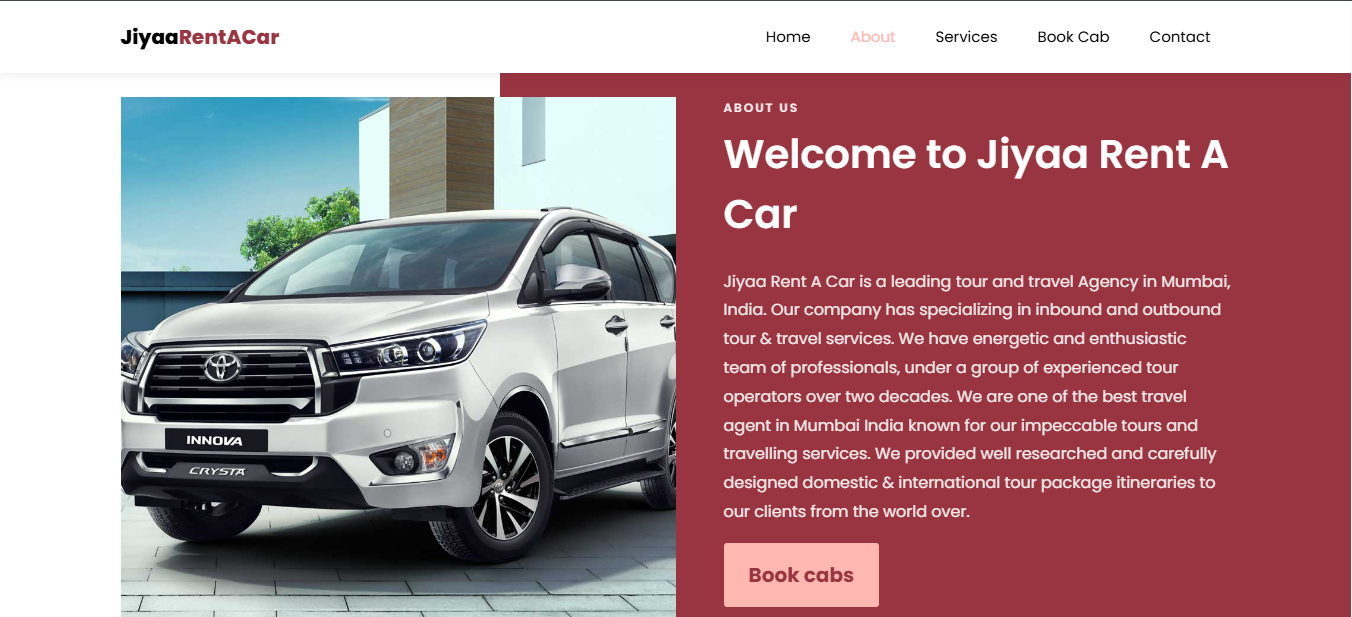 JiyaaRentACar
Home About Services Book Cab Contact
ABOUT US
Welcome to Jiyaa Rent A
Car
Jiyaa Rent A Car is a leading tour and travel Agency in Mumbai,
India. Our company has specializing in inbound and outbound
tour & travel services. We have energetic and enthusiastic
team of professionals, under a group of experienced tour
operators over two decades. We are one of the best travel
agent in Mumbai India known for our impeccable tours and
travelling services. We provided well researched and carefully
designed domestic & international tour package itineraries to
our clients from the world over.
Book cabs
INNOVA
CRYSTA